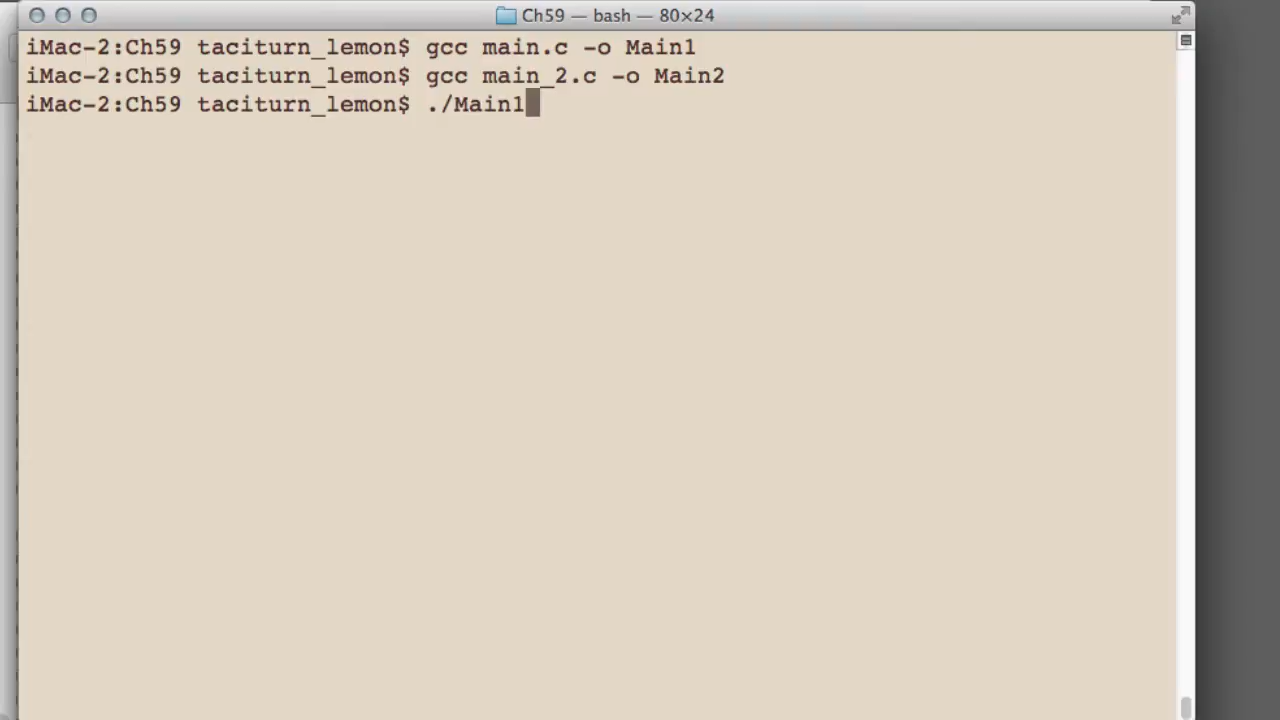 Ch59 — bash — 80×24
iMac-2:Ch59 taciturn_lemon$ gcc main.c -o Main1
iMac-2:Ch59 taciturn_lemon$ gcc main_2.c -o Main2
iMac-2:Ch59 taciturn_lemon$ ./Main1